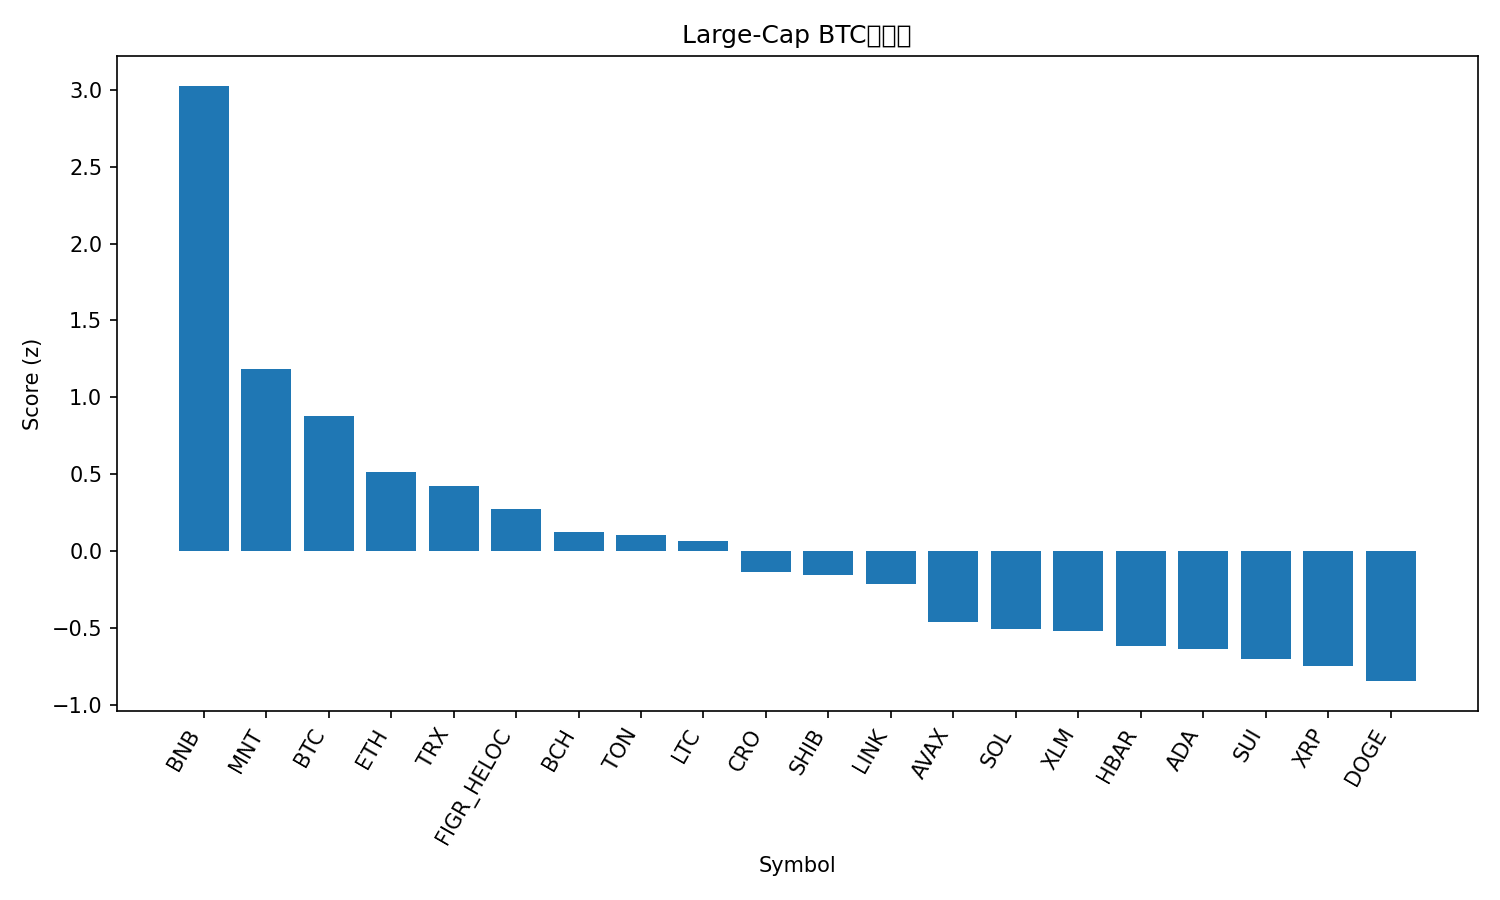 Large-Cap BTC
3.0
2.5
2.0
1.5
1.0
0.5
0.0
−0.5
−1.0
Score (z)
BNB
MNT
BTC
ETH
TRX
FIGR_HELOC
BCH
TON
LTC
CRO
SHIB
LINK
AVAX
SOL
XLM
HBAR
ADA
SUI
XRP
DOGE
Symbol